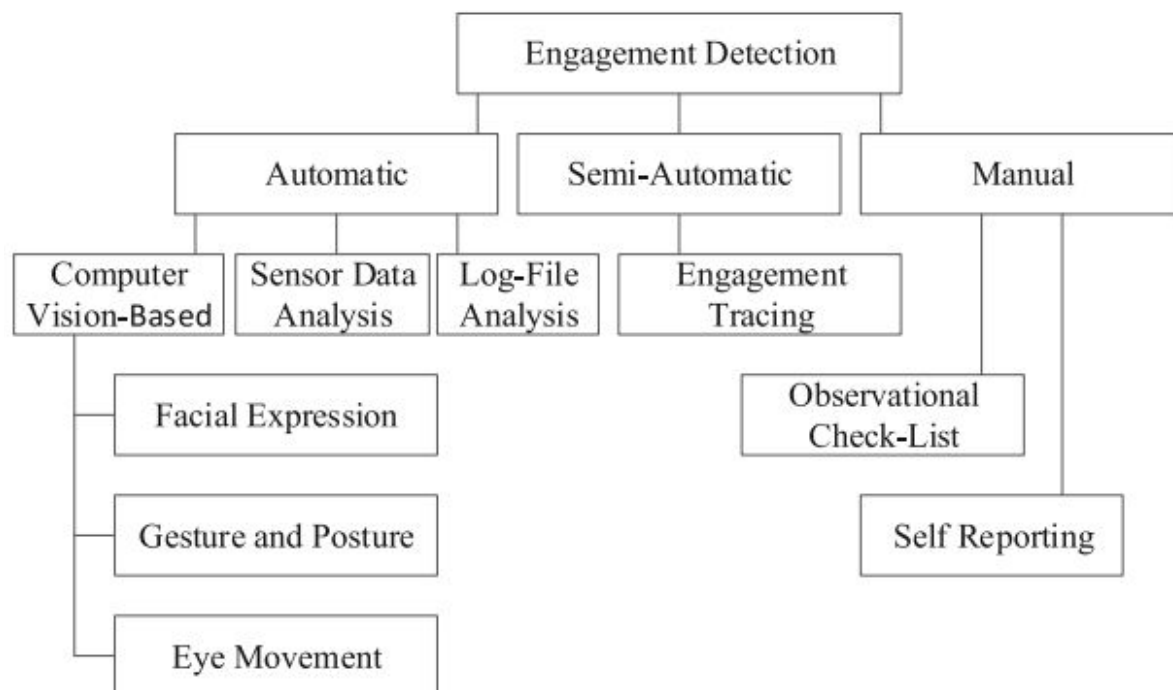 Engagement Detection
Automatic
Semi-Automatic
Manual
Computer
Vision-Based
Sensor Data
Analysis
Log-File
Analysis
Engagement
Tracing
Facial Expression
Observational
Check-List
Gesture and Posture
Self Reporting
Eye Movement